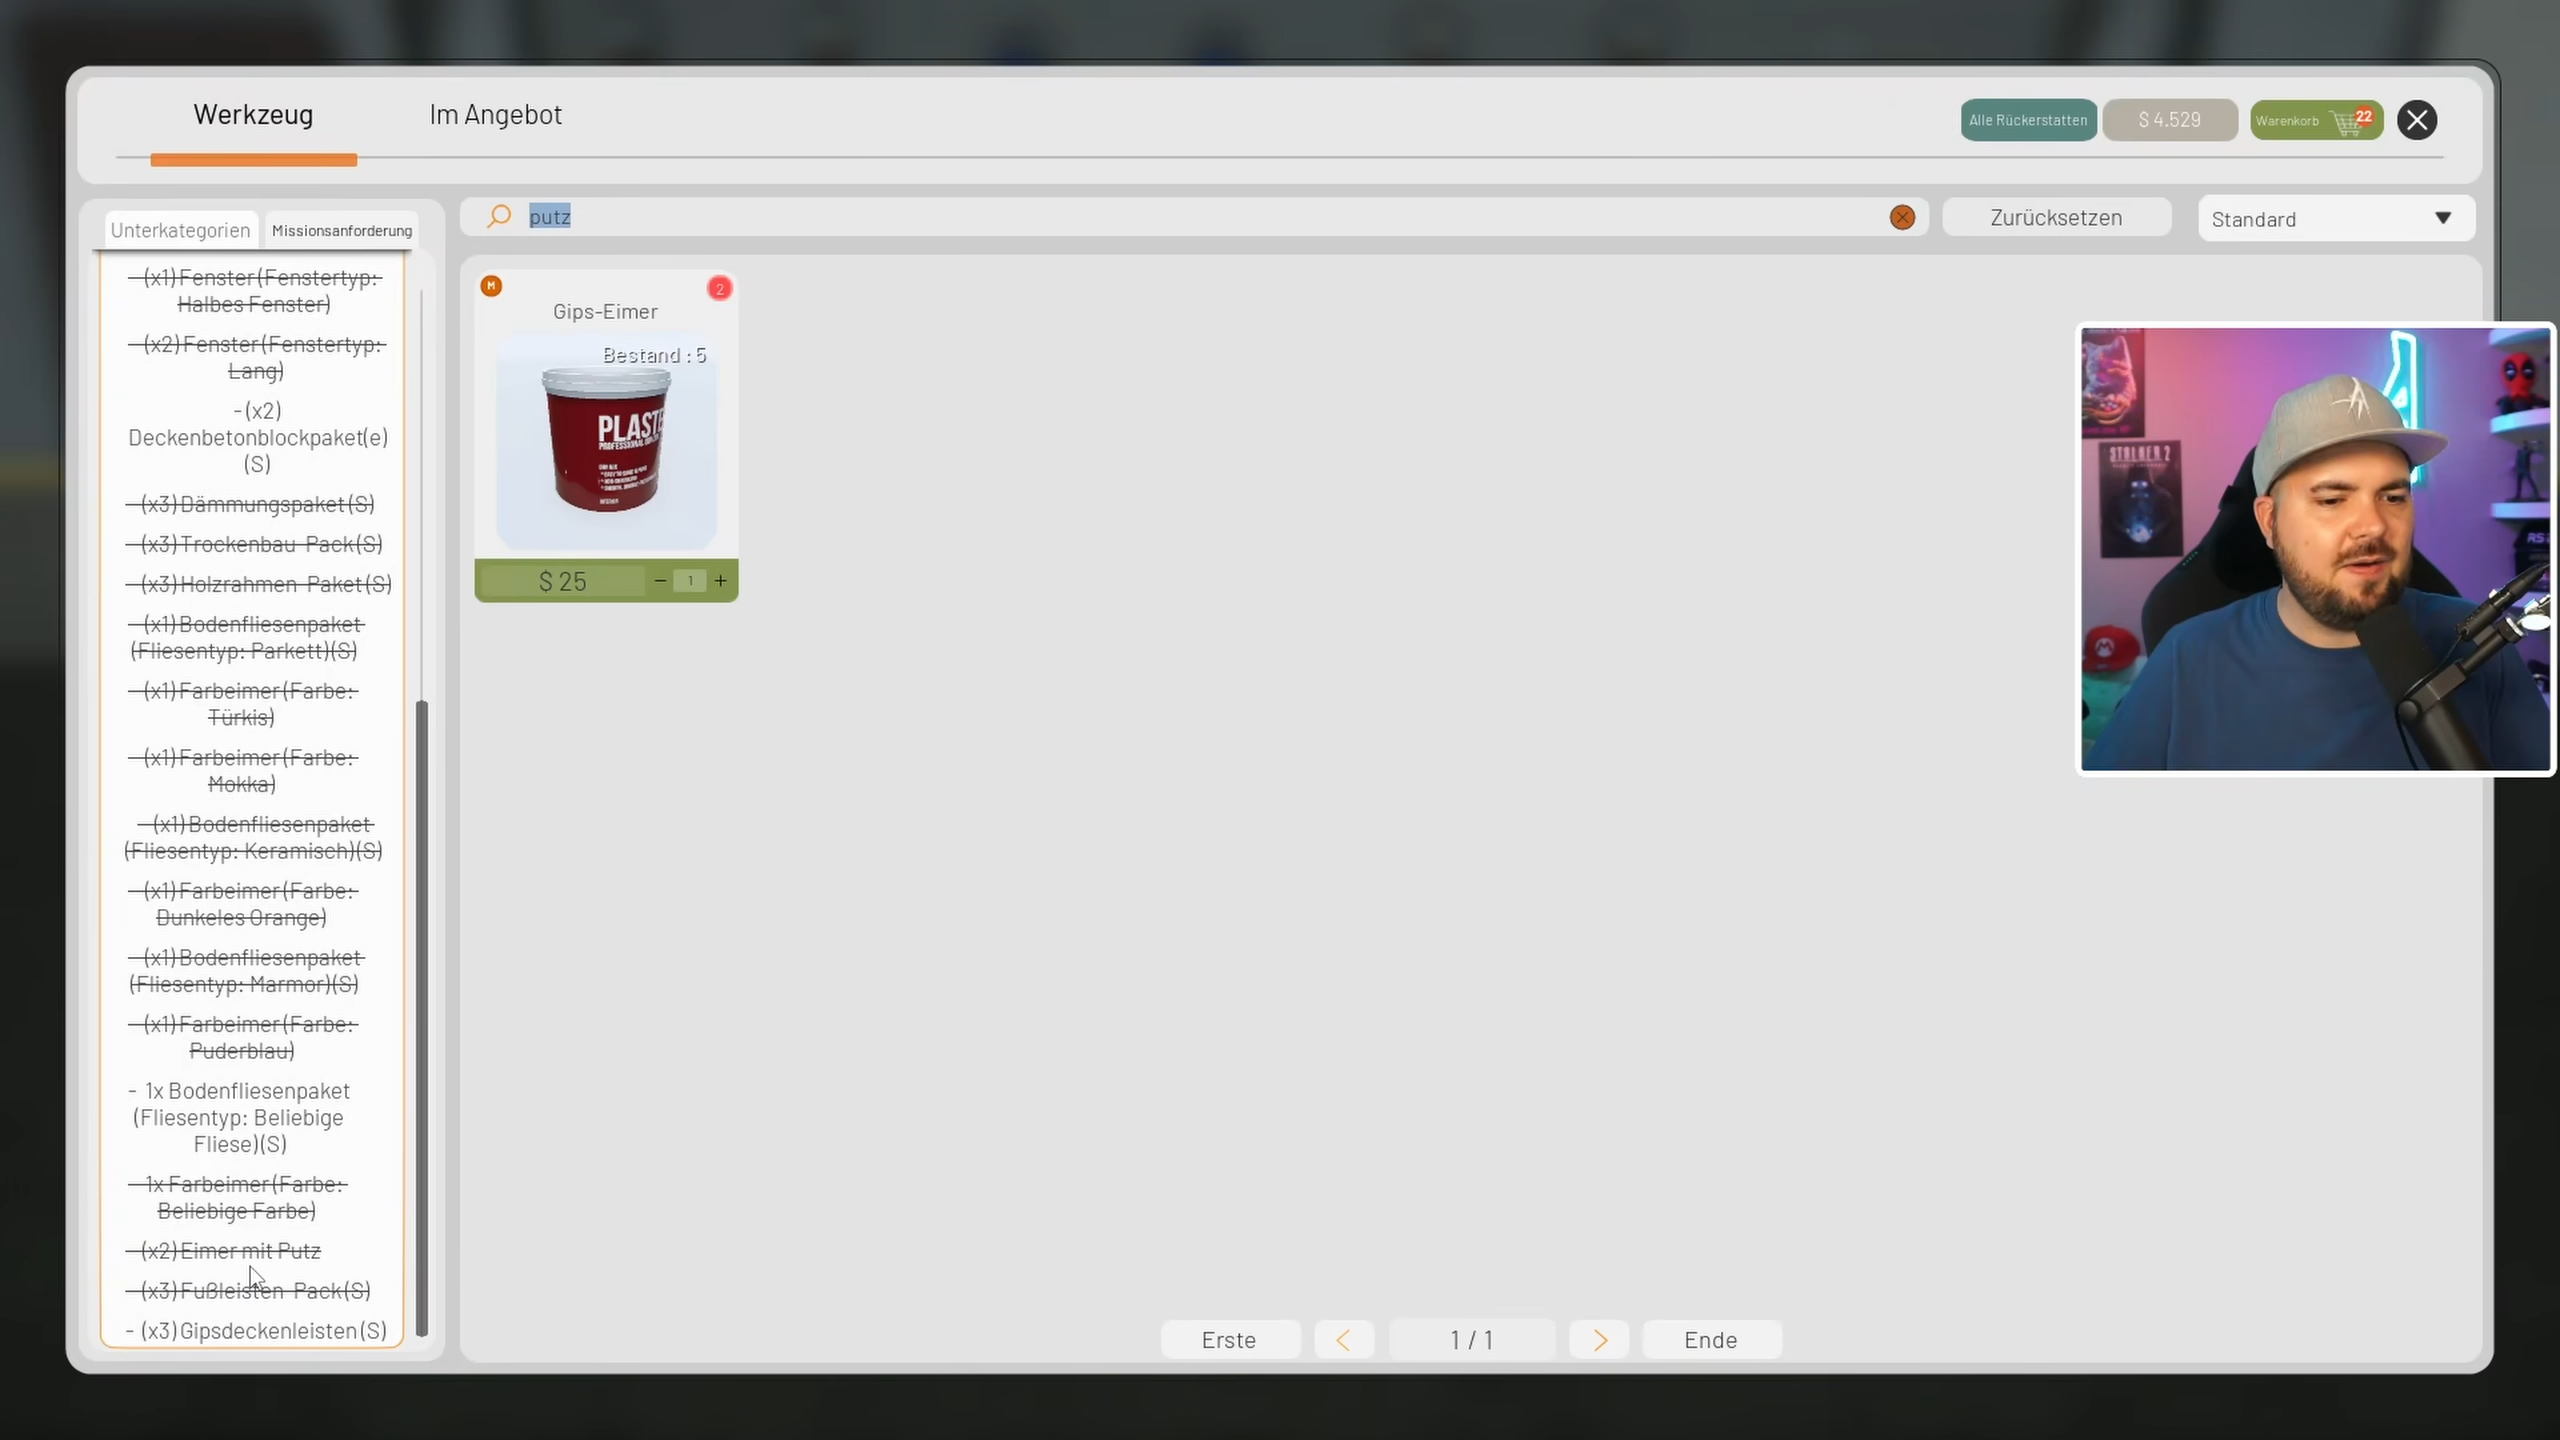 Werkzeug
Im Angebot
Alle Rückerstatten
$ 4.529
Warenkorb
22
Unterkategorien
Missionsanforderung
putz
Zurücksetzen
Standard
- (x1) Fenster (Fenstertyp:
Halbes Fenster)
- (x2) Fenster (Fenstertyp:
Lang)
- (x2)
Deckenbetonblockpaket(e)
(S)
- (x3) Dämmungspaket (S)
- (x3) Trockenbau-Pack (S)
- (x3) Holzrahmen-Paket (S)
- (x1) Bodenfliesenpaket
(Fliesentyp: Parkett)(S)
- (x1) Farbeimer (Farbe:
Türkis)
- (x1) Farbeimer (Farbe:
Mokka)
- (x1) Bodenfliesenpaket
(Fliesentyp: Keramisch)(S)
- (x1) Farbeimer (Farbe:
Dunkeles Orange)
- (x1) Bodenfliesenpaket
(Fliesentyp: Marmor)(S)
- (x1) Farbeimer (Farbe:
Puderblau)
- 1x Bodenfliesenpaket
(Fliesentyp: Beliebige
Fliese)(S)
- 1x Farbeimer (Farbe:
Beliebige Farbe)
- (x2) Eimer mit Putz
- (x3) Fußleisten-Pack (S)
- (x3) Gipsdeckenleisten (S)
M
2
Gips-Eimer
Bestand : 5
PLASTE
$ 25
− 1 +
STALKER 2
Erste
<
1 / 1
>
Ende